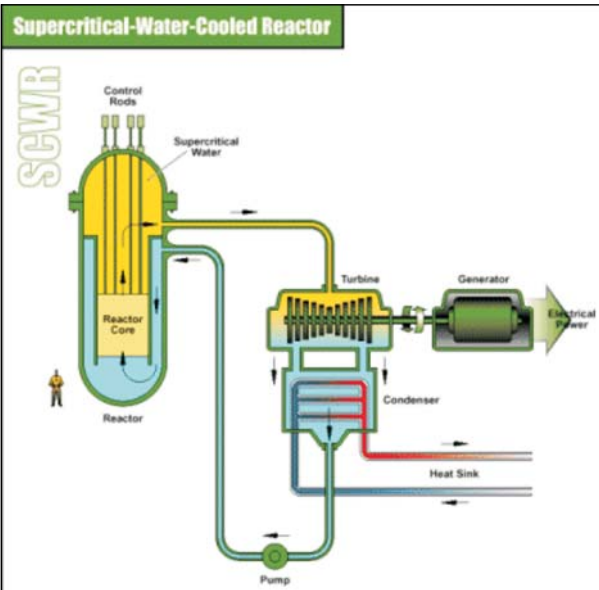 Supercritical-Water-Cooled Reactor
SCWR
Control
Rods
Supercritical
Water
Turbine
Generator
Electrical
Power
Reactor
Core
Condenser
Reactor
Heat Sink
Pump